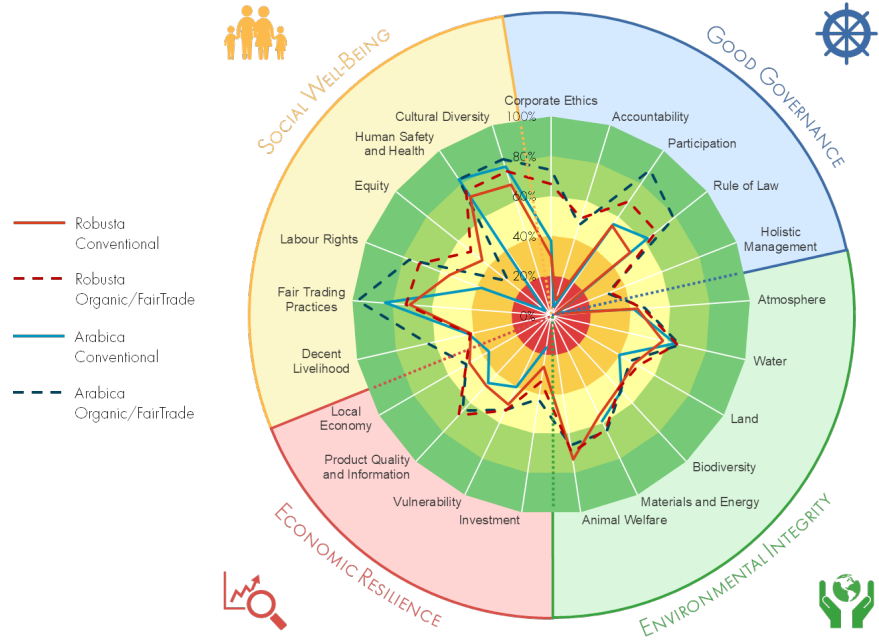 SOCIAL WELL-BEING
GOOD GOVERNANCE
Corporate Ethics
Cultural Diversity
Accountability
Human Safety
and Health
Participation
Equity
Rule of Law
Labour Rights
Holistic
Management
Fair Trading
Practices
Atmosphere
Decent
Livelihood
Water
Local
Economy
Land
Product Quality
and Information
Biodiversity
Vulnerability
Materials and Energy
Investment
Animal Welfare
100%
80%
60%
40%
20%
0%
Robusta
Conventional
Robusta
Organic/FairTrade
Arabica
Conventional
Arabica
Organic/FairTrade
ECONOMIC RESILIENCE
ENVIRONMENTAL INTEGRITY